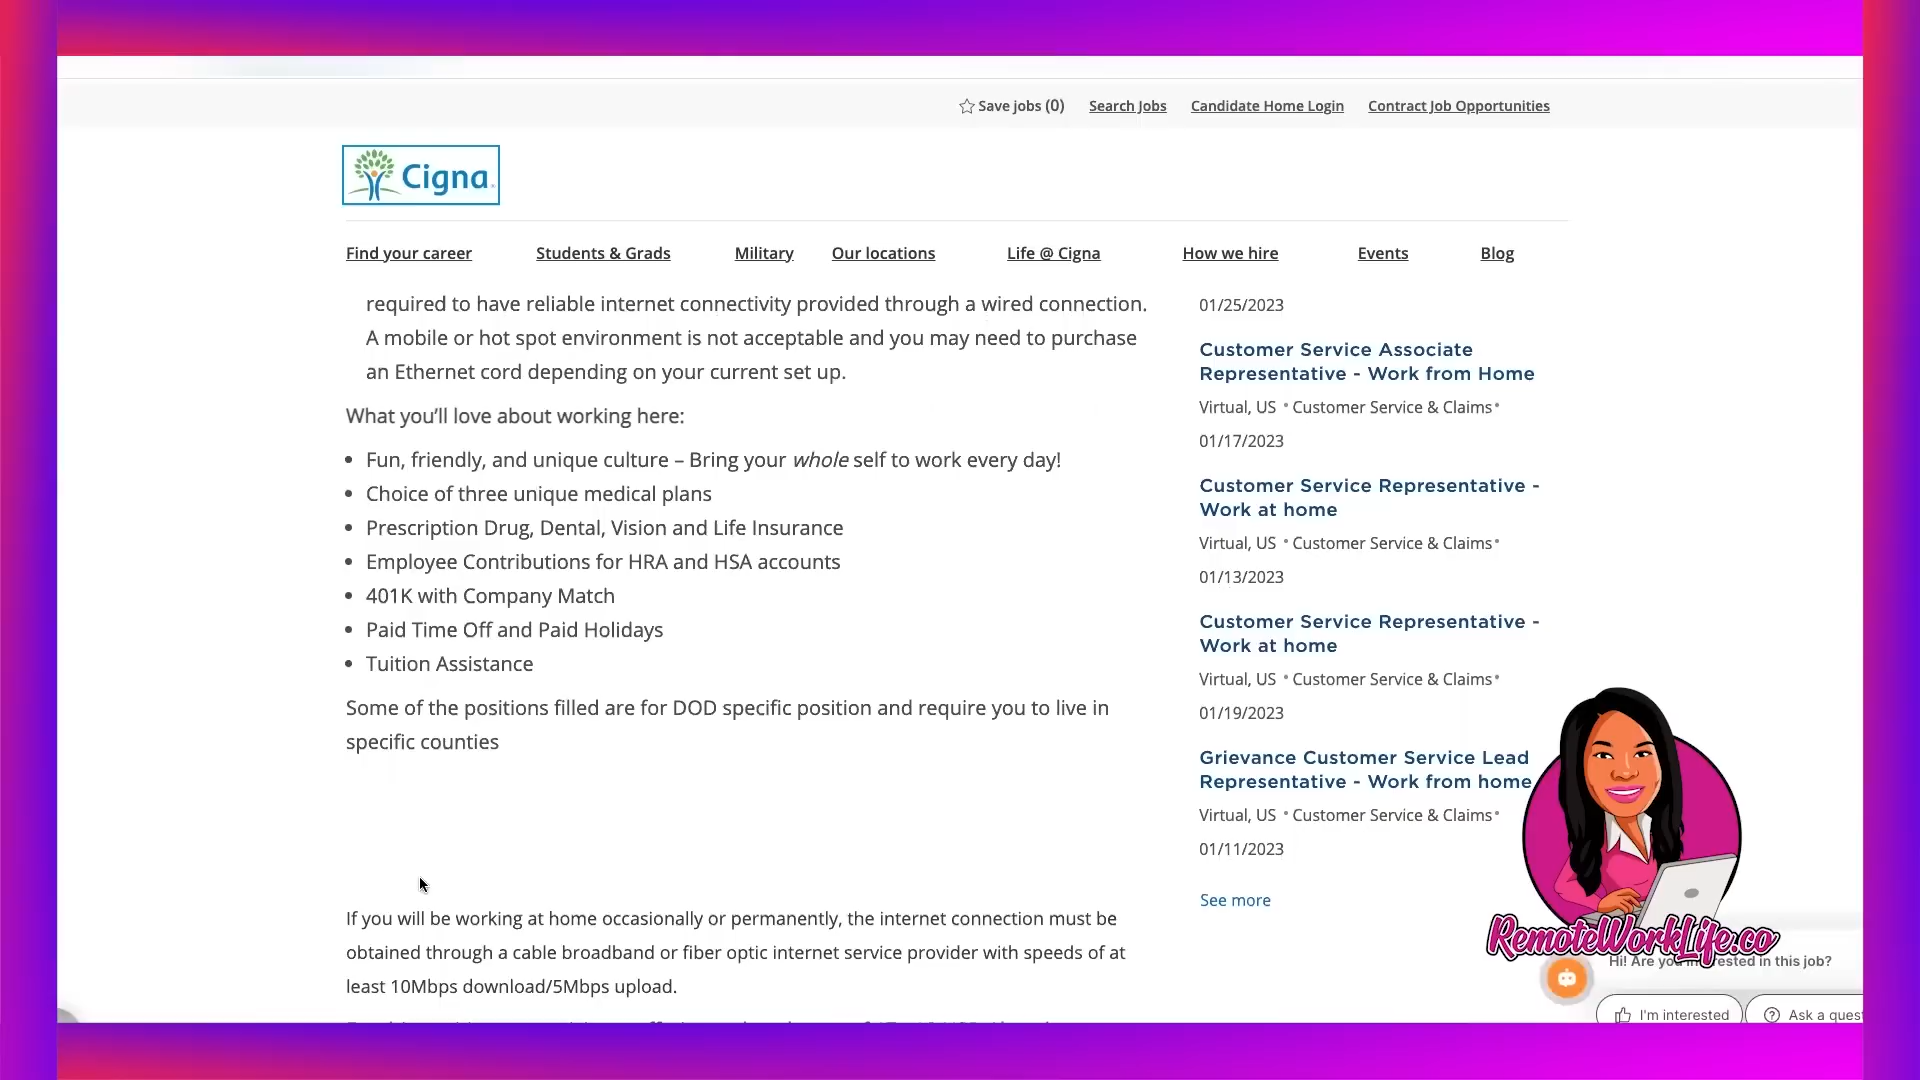 Save jobs (0) Search Jobs Candidate Home Login Contract Job Opportunities
Cigna
Find your career Students & Grads Military Our locations Life @ Cigna How we hire Events Blog
required to have reliable internet connectivity provided through a wired connection.
A mobile or hot spot environment is not acceptable and you may need to purchase
an Ethernet cord depending on your current set up.
What you’ll love about working here:
• Fun, friendly, and unique culture – Bring your whole self to work every day!
• Choice of three unique medical plans
• Prescription Drug, Dental, Vision and Life Insurance
• Employee Contributions for HRA and HSA accounts
• 401K with Company Match
• Paid Time Off and Paid Holidays
• Tuition Assistance
Some of the positions filled are for DOD specific position and require you to live in
specific counties
If you will be working at home occasionally or permanently, the internet connection must be
obtained through a cable broadband or fiber optic internet service provider with speeds of at
least 10Mbps download/5Mbps upload.
01/25/2023
Customer Service Associate
Representative - Work from Home
Virtual, US • Customer Service & Claims•
01/17/2023
Customer Service Representative -
Work at home
Virtual, US • Customer Service & Claims•
01/13/2023
Customer Service Representative -
Work at home
Virtual, US • Customer Service & Claims•
01/19/2023
Grievance Customer Service Lead
Representative - Work from home
Virtual, US • Customer Service & Claims•
01/11/2023
See more
RemoteWorkLife.co
Hi! Are you in this job?
I'm interested Ask a